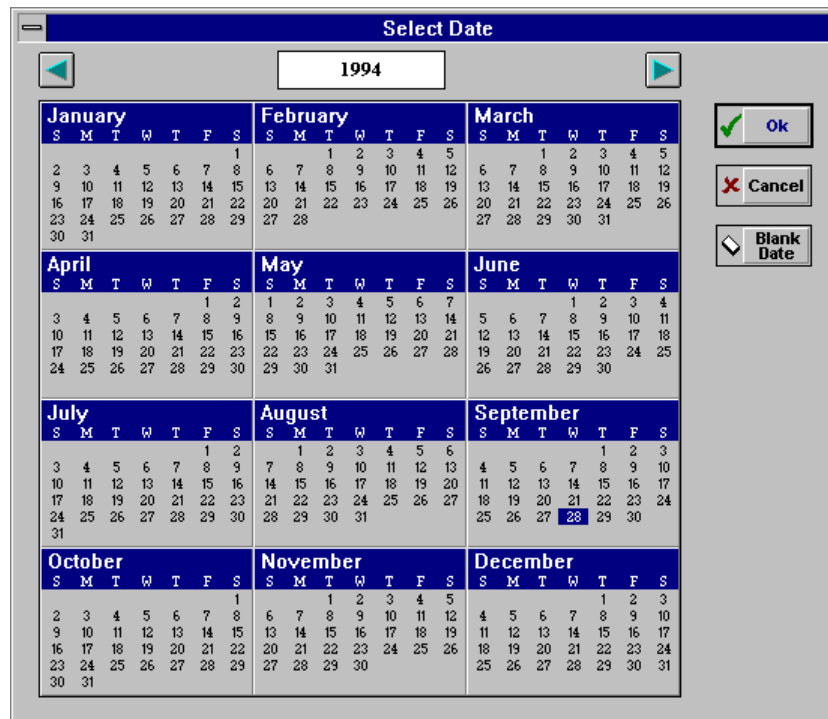 Select Date
1994
January February March
S M T W T F S S M T W T F S S M T W T F S
1 1 2 3 4 5 1 2 3 4 5
2 3 4 5 6 7 8 6 7 8 9 10 11 12 6 7 8 9 10 11 12
9 10 11 12 13 14 15 13 14 15 16 17 18 19 13 14 15 16 17 18 19
16 17 18 19 20 21 22 20 21 22 23 24 25 26 20 21 22 23 24 25 26
23 24 25 26 27 28 29 27 28 27 28 29 30 31
30 31
April May June
S M T W T F S S M T W T F S S M T W T F S
1 2 1 2 3 4 5 6 7 1 2 3 4
3 4 5 6 7 8 9 8 9 10 11 12 13 14 5 6 7 8 9 10 11
10 11 12 13 14 15 16 15 16 17 18 19 20 21 12 13 14 15 16 17 18
17 18 19 20 21 22 23 22 23 24 25 26 27 28 19 20 21 22 23 24 25
24 25 26 27 28 29 30 29 30 31 26 27 28 29 30
July August September
S M T W T F S S M T W T F S S M T W T F S
1 2 1 2 3 4 5 6 1 2 3
3 4 5 6 7 8 9 7 8 9 10 11 12 13 4 5 6 7 8 9 10
10 11 12 13 14 15 16 14 15 16 17 18 19 20 11 12 13 14 15 16 17
17 18 19 20 21 22 23 21 22 23 24 25 26 27 18 19 20 21 22 23 24
24 25 26 27 28 29 30 28 29 30 31 25 26 27 28 29 30
31
October November December
S M T W T F S S M T W T F S S M T W T F S
1 1 2 3 4 5 1 2 3
2 3 4 5 6 7 8 6 7 8 9 10 11 12 4 5 6 7 8 9 10
9 10 11 12 13 14 15 13 14 15 16 17 18 19 11 12 13 14 15 16 17
16 17 18 19 20 21 22 20 21 22 23 24 25 26 18 19 20 21 22 23 24
23 24 25 26 27 28 29 27 28 29 30 25 26 27 28 29 30 31
30 31
Ok
Cancel
Blank
Date